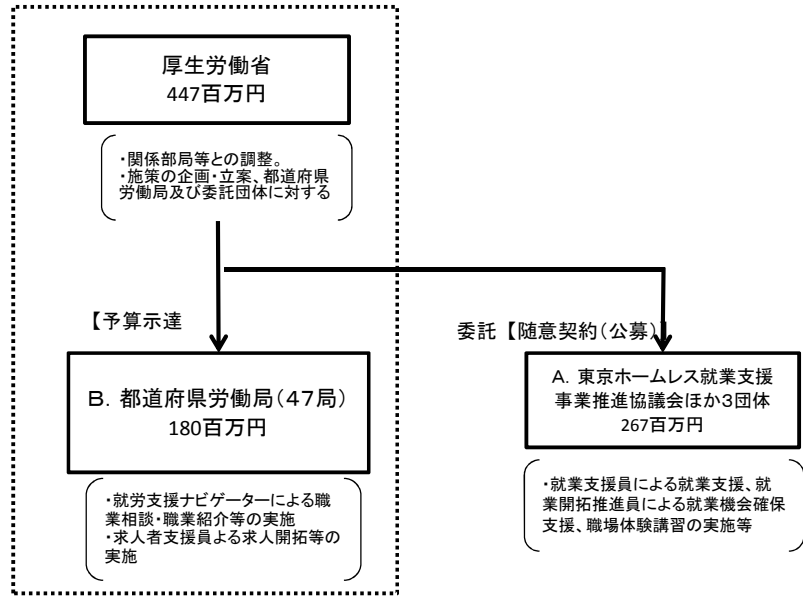 厚生労働省
447百万円
・関係部局等との調整。
・施策の企画・立案、都道府県
労働局及び委託団体に対する
【予算示達
委託 【随意契約(公募)】
B. 都道府県労働局(47局)
180百万円
A. 東京ホームレス就業支援
事業推進協議会ほか3団体
267百万円
・就労支援ナビゲーターによる職
業相談・職業紹介等の実施
・求人者支援員よる求人開拓等の
実施
・就業支援員による就業支援、就
業開拓推進員による就業機会確保
支援、職場体験講習の実施等